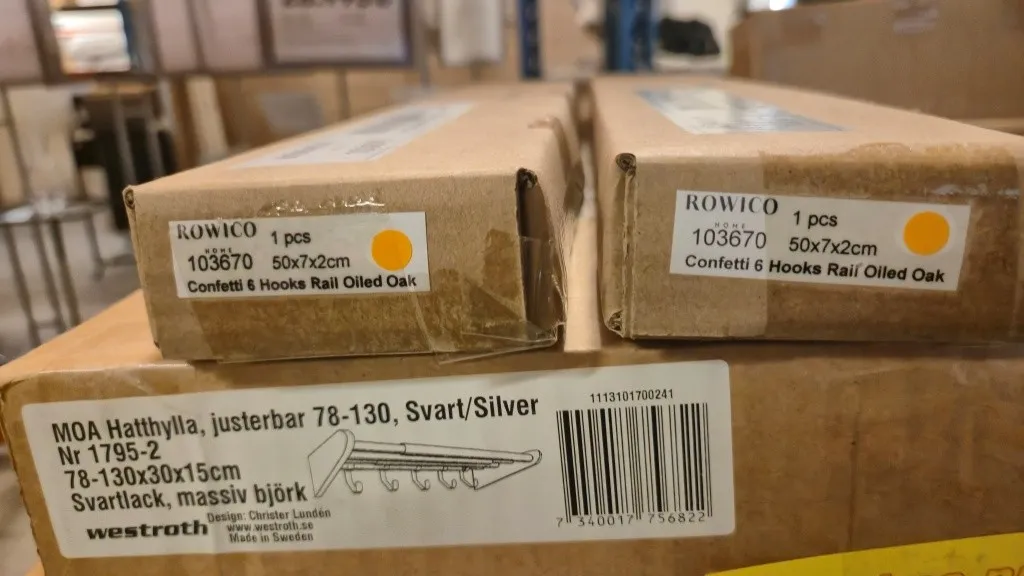 ROWICO
HOME
1 pcs
103670
50x7x2cm
Confetti 6 Hooks Rail Oiled Oak
ROWICO
HOME
1 pcs
103670
50x7x2cm
Confetti 6 Hooks Rail Oiled Oak
MOA Hatthylla, justerbar 78-130, Svart/Silver
Nr 1795-2
78-130x30x15cm
Svartlack, massiv björk
westroth
Design: Christer Lundén
www.westroth.se
Made in Sweden
1113101700241
7 340017 756822